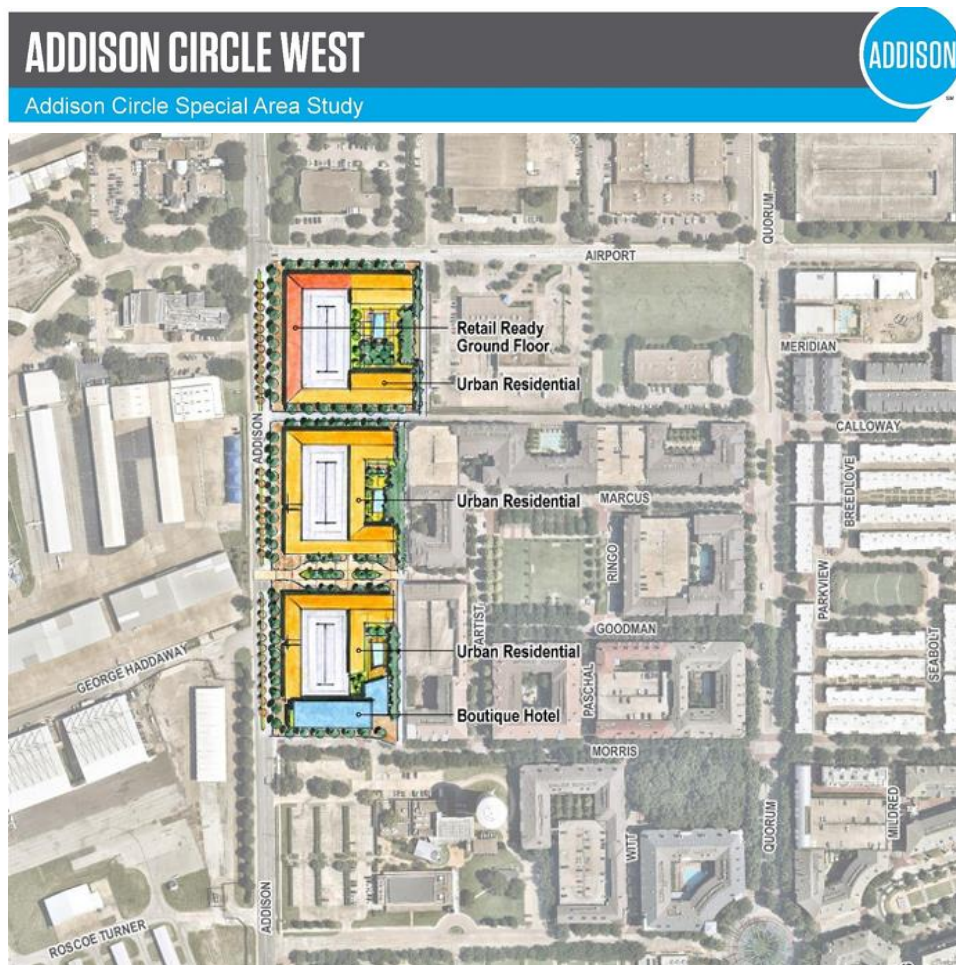 ADDISON CIRCLE WEST
ADDISON
Addison Circle Special Area Study
QUORUM
AIRPORT
Retail Ready
Ground Floor
MERIDIAN
Urban Residential
ADDISON
CALLOWAY
Urban Residential
MARCUS
BREEDLOVE
RINGO
PARKVIEW
ARTIST
GOODMAN
SEABOLT
Urban Residential
GEORGE HADDAWAY
PASCHAL
Boutique Hotel
MORRIS
QUORUM
MILDRED
WITT
ADDISON
ROSCOE TURNER